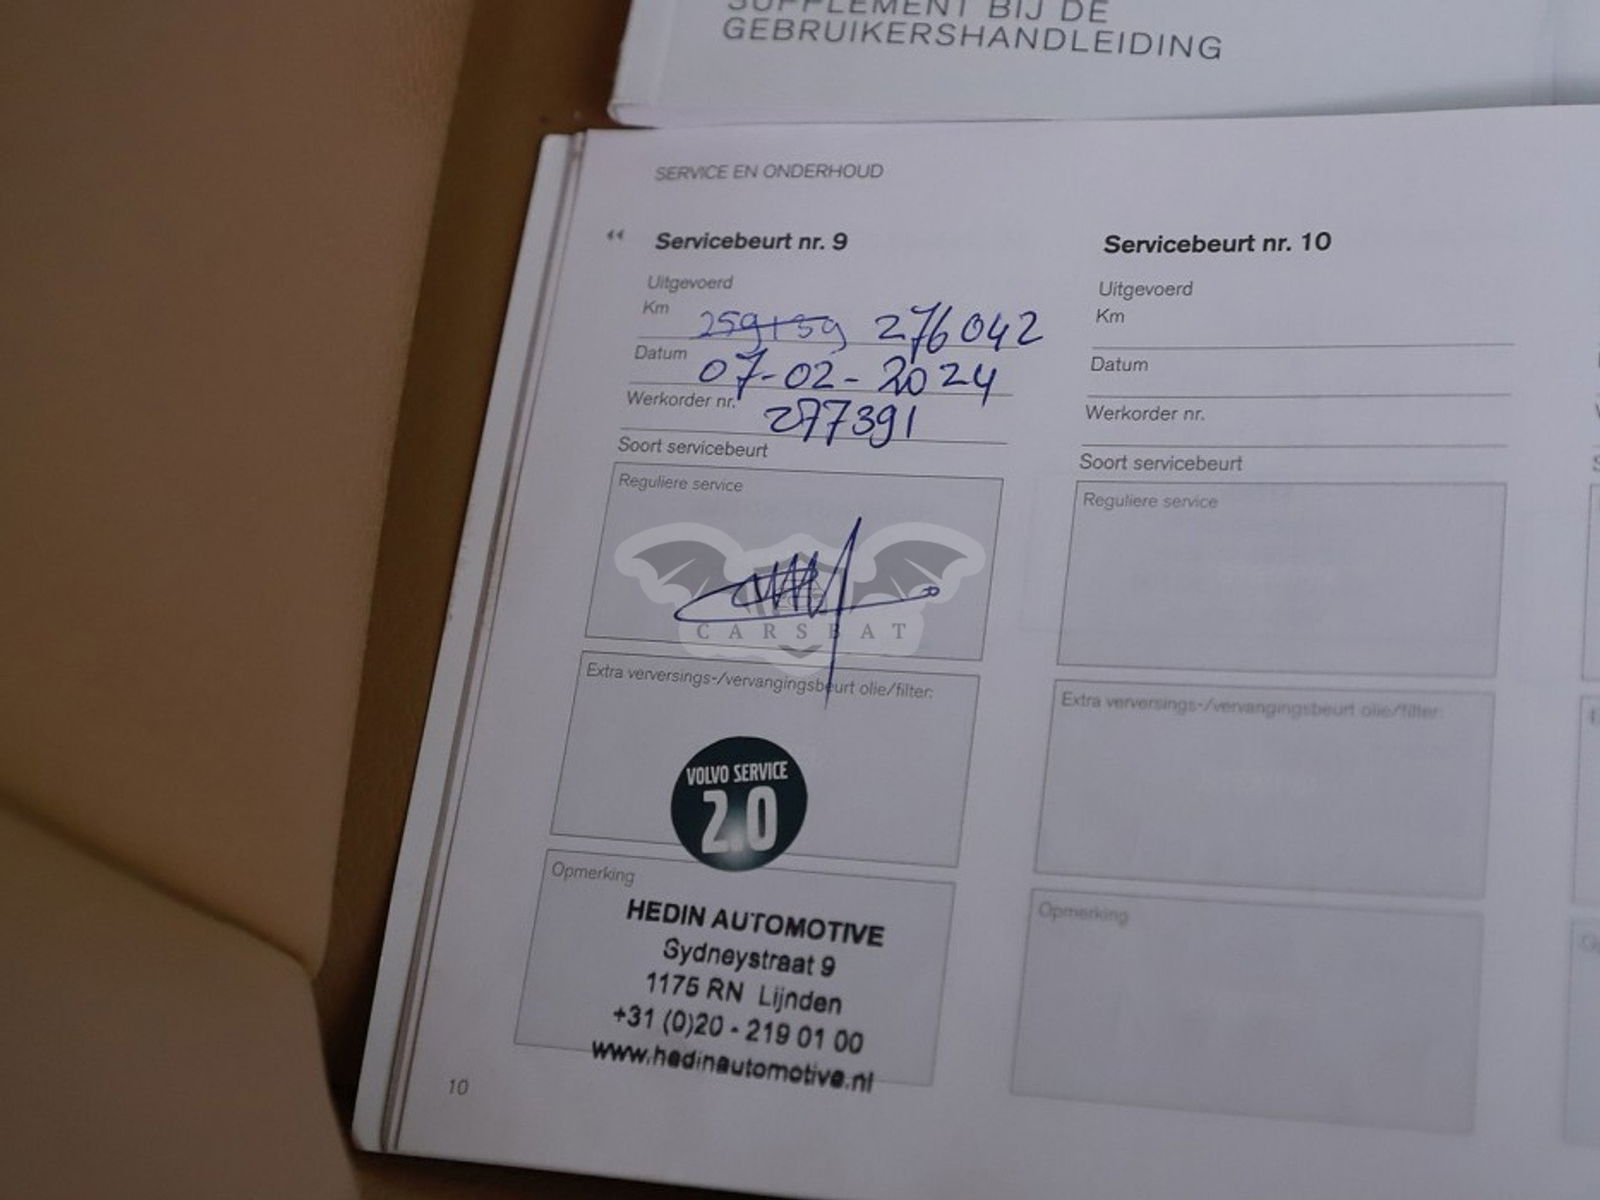 SUPPLEMENT BIJ DE
GEBRUIKERSHANDLEIDING
SERVICE EN ONDERHOUD
Servicebeurt nr. 9
Uitgevoerd
Km 259159 276042
Datum 07-02-2024
Werkorder nr. 277391
Soort servicebeurt
Reguliere service
CARSBAT
Extra verversings-/vervangingsbeurt olie/filter:
VOLVO SERVICE
2.0
Opmerking
HEDIN AUTOMOTIVE
Sydneystraat 9
1175 RN Lijnden
+31 (0)20 - 219 01 00
www.hedinautomotive.nl
10
Servicebeurt nr. 10
Uitgevoerd
Km
Datum
Werkorder nr.
Soort servicebeurt
Reguliere service
Extra verversings-/vervangingsbeurt olie/filter:
Opmerking